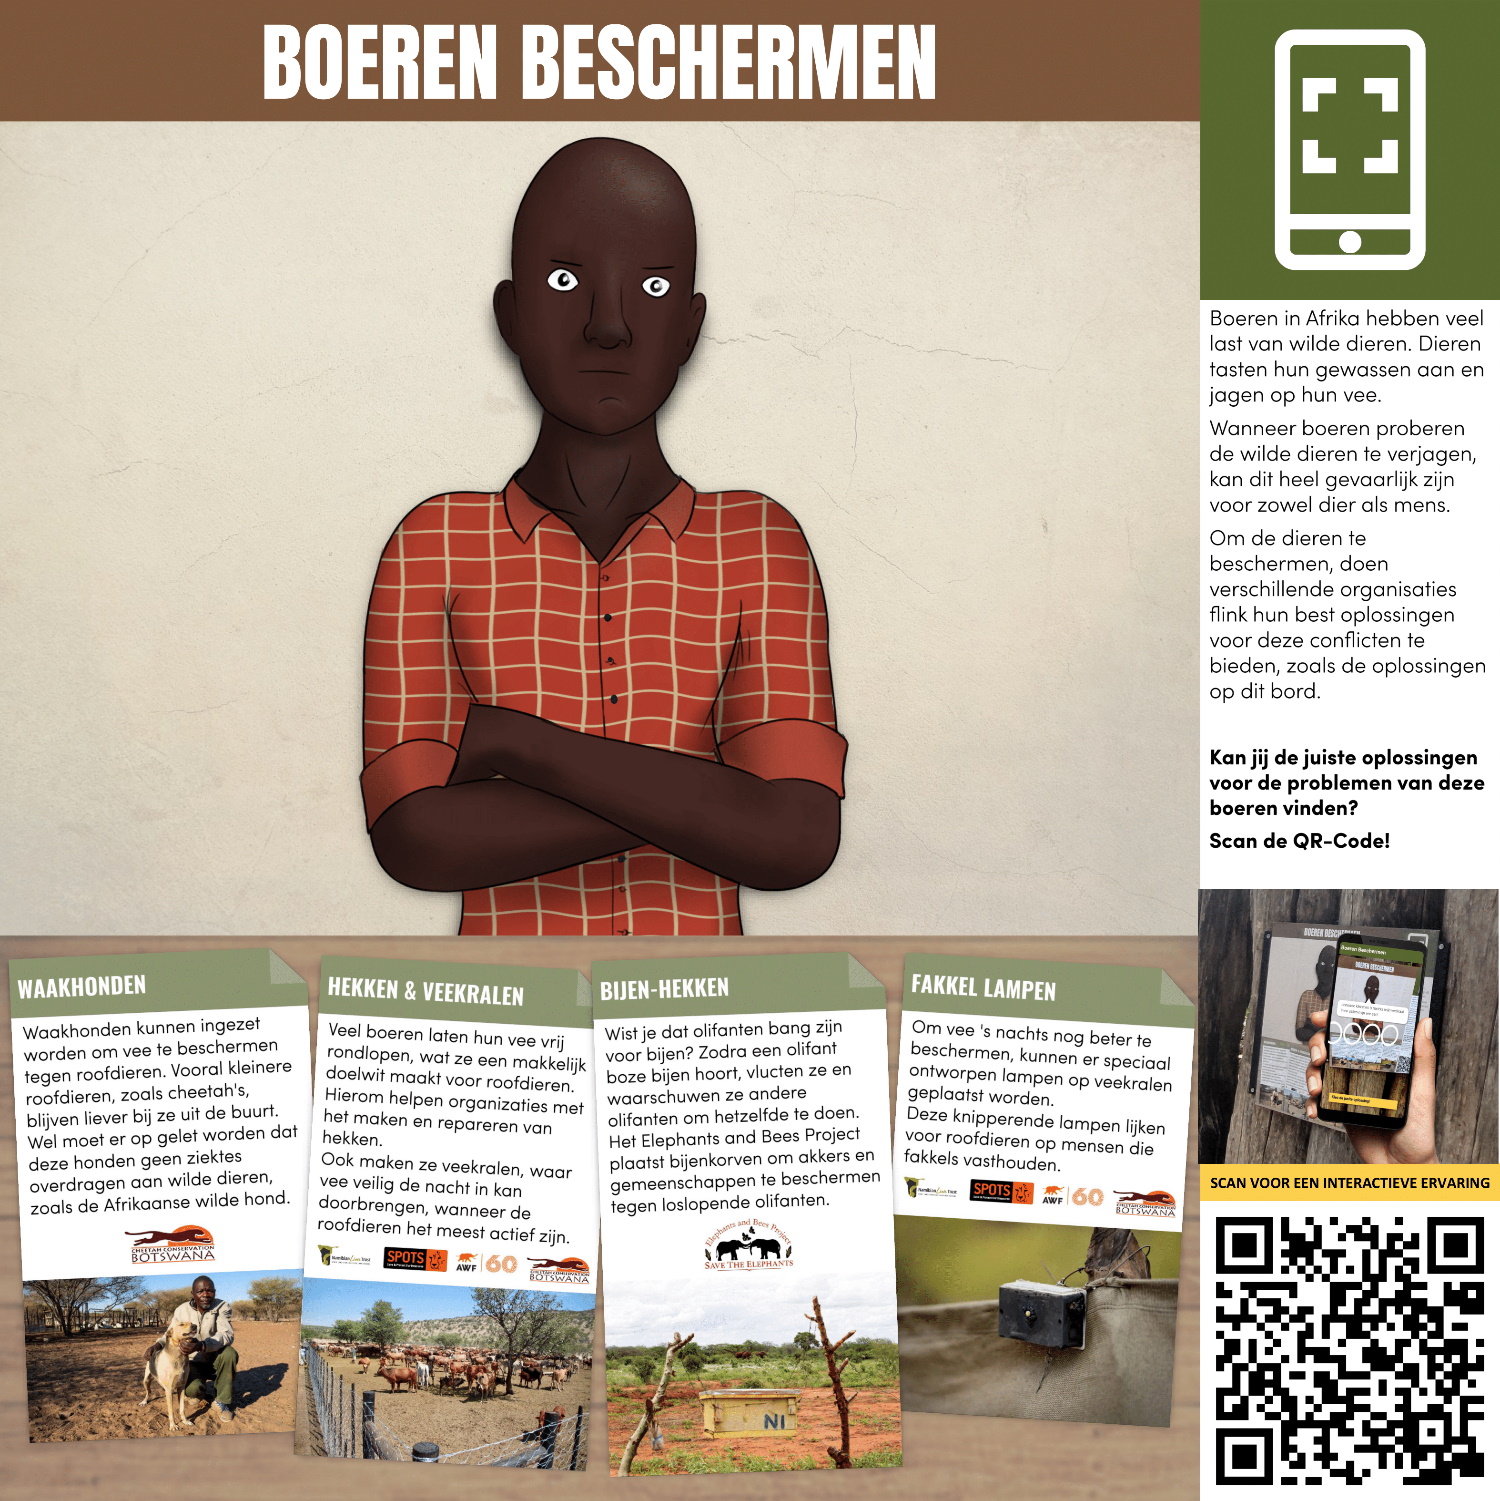 BOEREN BESCHERMEN
Boeren in Afrika hebben veel
last van wilde dieren. Dieren
tasten hun gewassen aan en
jagen op hun vee.
Wanneer boeren proberen
de wilde dieren te verjagen,
kan dit heel gevaarlijk zijn
voor zowel dier als mens.
Om de dieren te
beschermen, doen
verschillende organisaties
flink hun best oplossingen
voor deze conflicten te
bieden, zoals de oplossingen
op dit bord.
Kan jij de juiste oplossingen
voor de problemen van deze
boeren vinden?
Scan de QR-Code!
BOEREN BESCHERMEN
Boeren Beschermen
BOEREN BESCHERMEN
SCAN VOOR EEN INTERACTIEVE ERVARING
WAAKHONDEN
Waakhonden kunnen ingezet
worden om vee te beschermen
tegen roofdieren. Vooral kleinere
roofdieren, zoals cheetah's,
blijven liever bij ze uit de buurt.
Wel moet er op gelet worden dat
deze honden geen ziektes
overdragen aan wilde dieren,
zoals de Afrikaanse wilde hond.
CHEETAH CONSERVATION
BOTSWANA
HEKKEN & VEEKRALEN
Veel boeren laten hun vee vrij
rondlopen, wat ze een makkelijk
doelwit maakt voor roofdieren.
Hierom helpen organizaties met
het maken en repareren van
hekken.
Ook maken ze veekralen, waar
vee veilig de nacht in kan
doorbrengen, wanneer de
roofdieren het meest actief zijn.
Namibian Lion Trust
SPOTS
AWF 60
CHEETAH CONSERVATION
BOTSWANA
BIJEN-HEKKEN
Wist je dat olifanten bang zijn
voor bijen? Zodra een olifant
boze bijen hoort, vlucten ze en
waarschuwen ze andere
olifanten om hetzelfde te doen.
Het Elephants and Bees Project
plaatst bijenkorven om akkers en
gemeenschappen te beschermen
tegen loslopende olifanten.
Elephants and Bees Project
SAVE THE ELEPHANTS
N1
FAKKEL LAMPEN
Om vee 's nachts nog beter te
beschermen, kunnen er speciaal
ontworpen lampen op veekralen
geplaatst worden.
Deze knipperende lampen lijken
voor roofdieren op mensen die
fakkels vasthouden.
Namibian Lion Trust
SPOTS
AWF 60
CHEETAH CONSERVATION
BOTSWANA